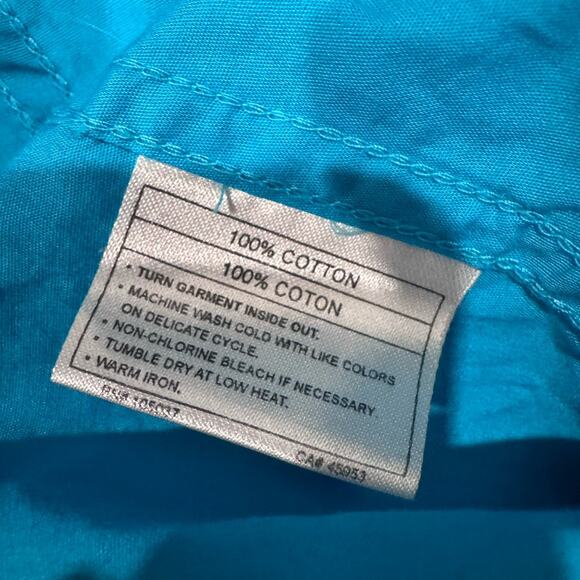 100% COTTON
100% COTON
• TURN GARMENT INSIDE OUT.
• MACHINE WASH COLD WITH LIKE COLORS
ON DELICATE CYCLE.
• NON-CHLORINE BLEACH IF NECESSARY.
• TUMBLE DRY AT LOW HEAT.
• WARM IRON.
CA# 45953